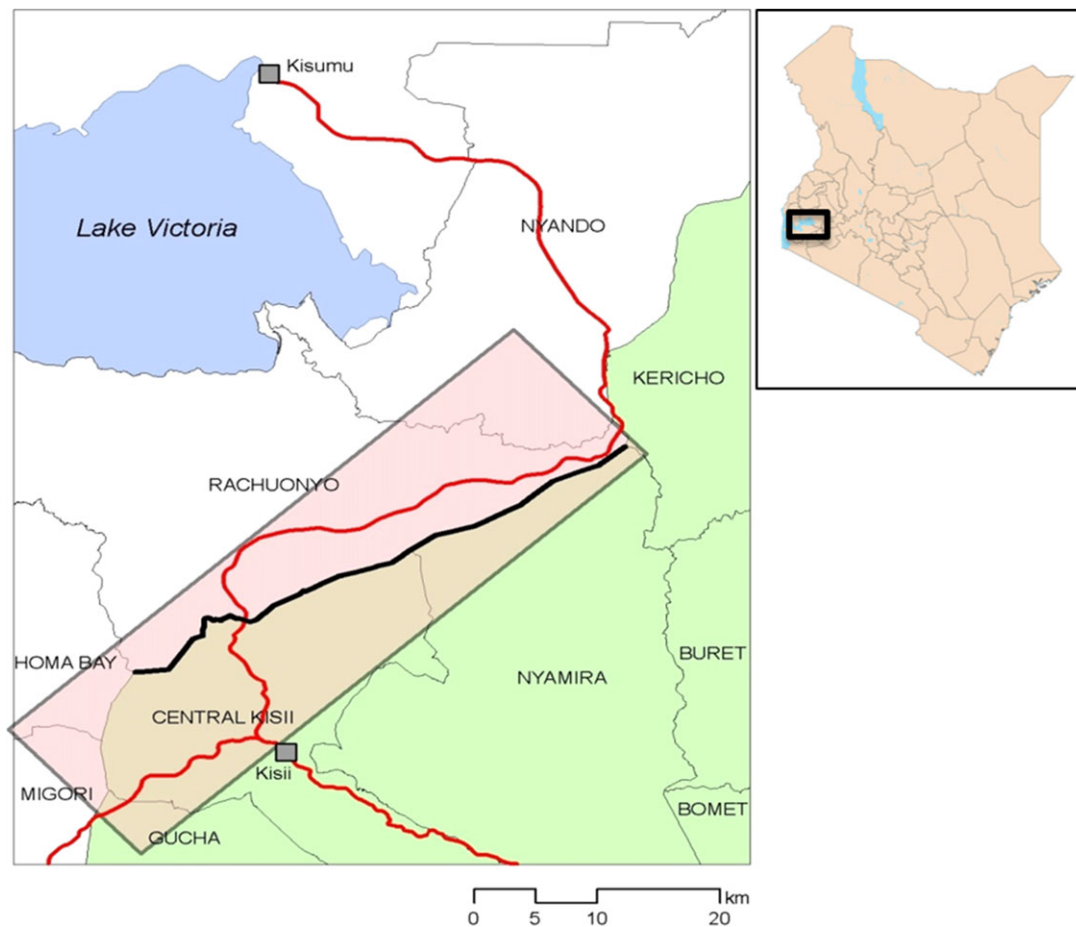 Kisumu
Lake Victoria
NYANDO
KERICHO
RACHUONYO
HOMA BAY
BURET
NYAMIRA
CENTRAL KISII
Kisii
MIGORI
BOMET
GUCHA
km
0 5 10 20